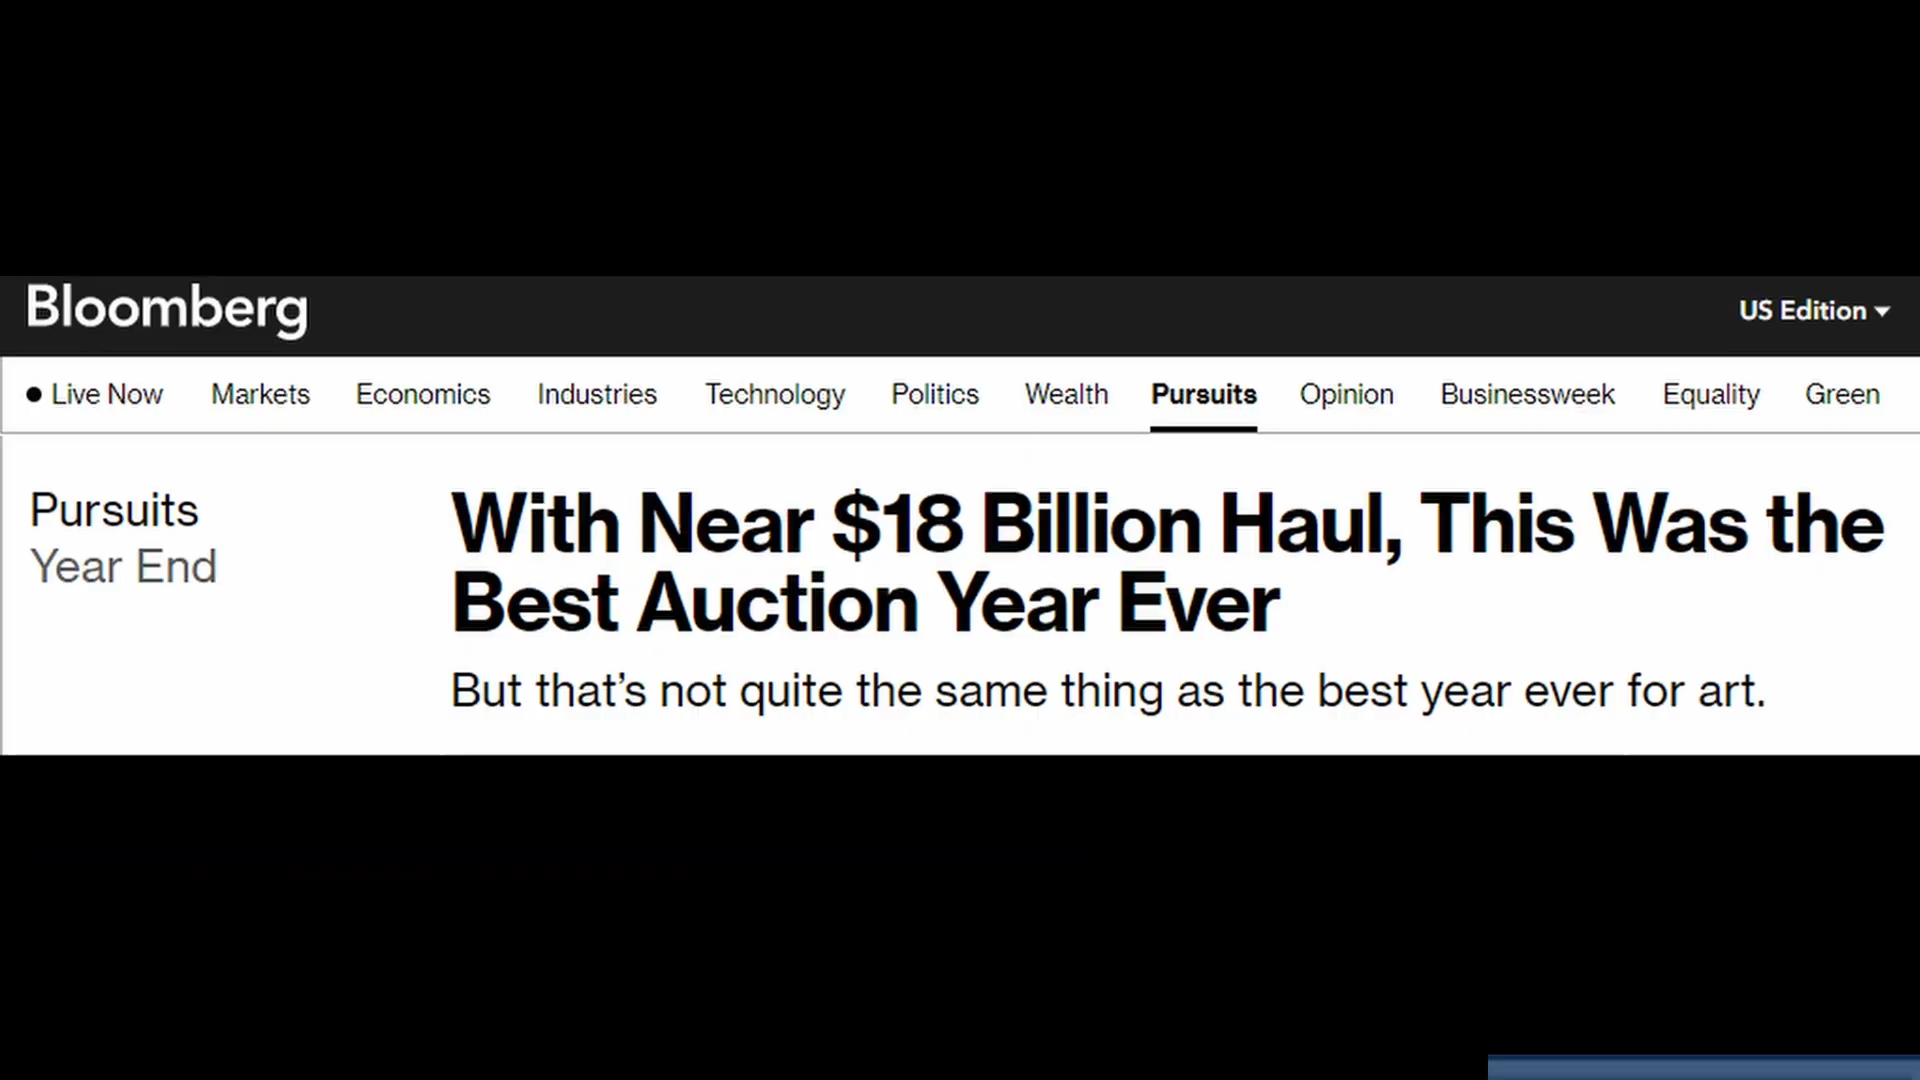 Bloomberg
US Edition
Live Now Markets Economics Industries Technology Politics Wealth Pursuits Opinion Businessweek Equality Green
Pursuits
Year End
With Near $18 Billion Haul, This Was the
Best Auction Year Ever
But that’s not quite the same thing as the best year ever for art.